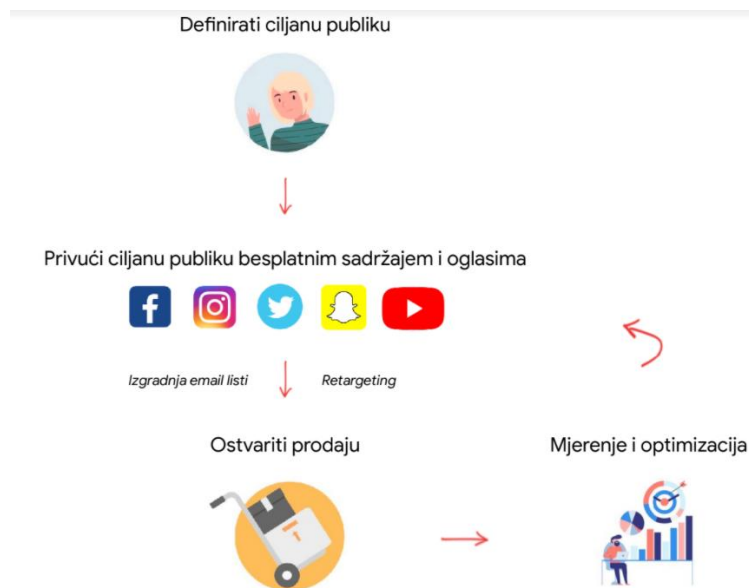 Definirati ciljanu publiku
Privući ciljanu publiku besplatnim sadržajem i oglasima
Izgradnja email listi
Retargeting
Ostvariti prodaju
Mjerenje i optimizacija